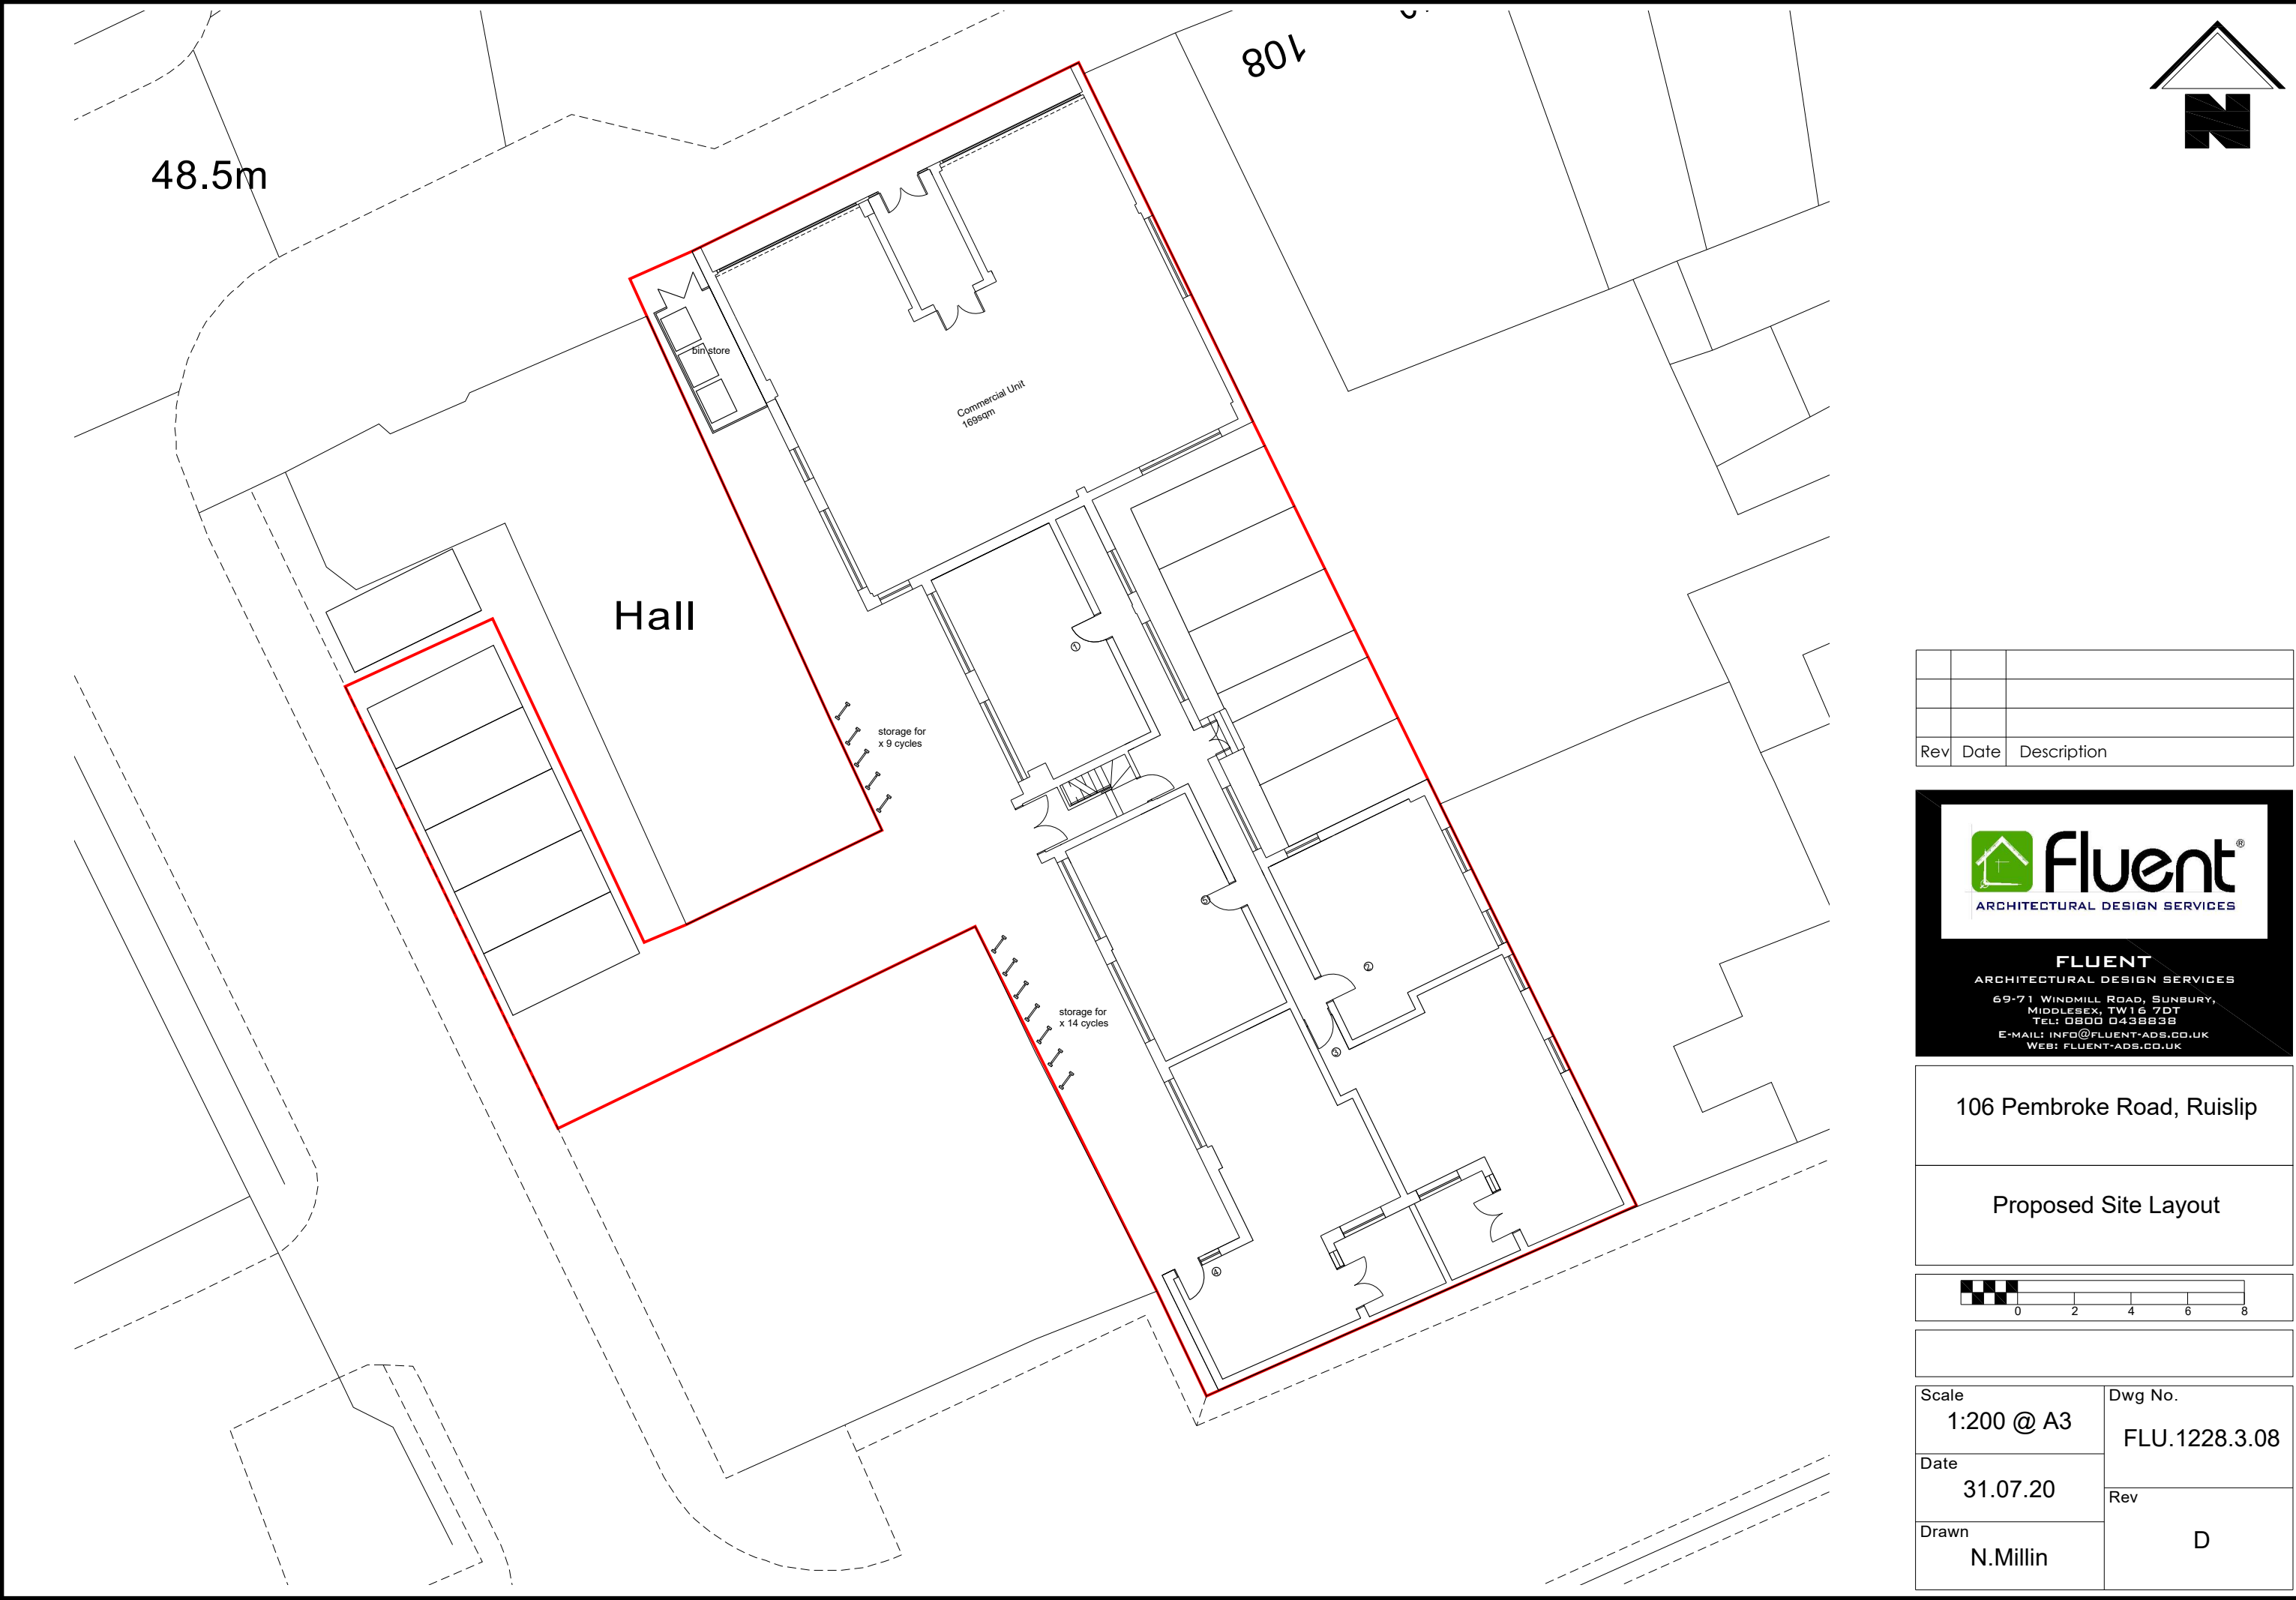 108
48.5m
bin store
Commercial Unit
169sqm
Hall
1
storage for
x 9 cycles
5
2
storage for
x 14 cycles
3
4
N
Rev Date Description
Fluent®
ARCHITECTURAL DESIGN SERVICES
FLUENT
ARCHITECTURAL DESIGN SERVICES
69-71 WINDMILL ROAD, SUNBURY,
MIDDLESEX, TW16 7DT
TEL: 0800 0438838
E-MAIL: INFO@FLUENT-ADS.CO.UK
WEB: FLUENT-ADS.CO.UK
106 Pembroke Road, Ruislip
Proposed Site Layout
0 2 4 6 8
Scale
1:200 @ A3
Dwg No.
FLU.1228.3.08
Date
31.07.20
Rev
D
Drawn
N.Millin